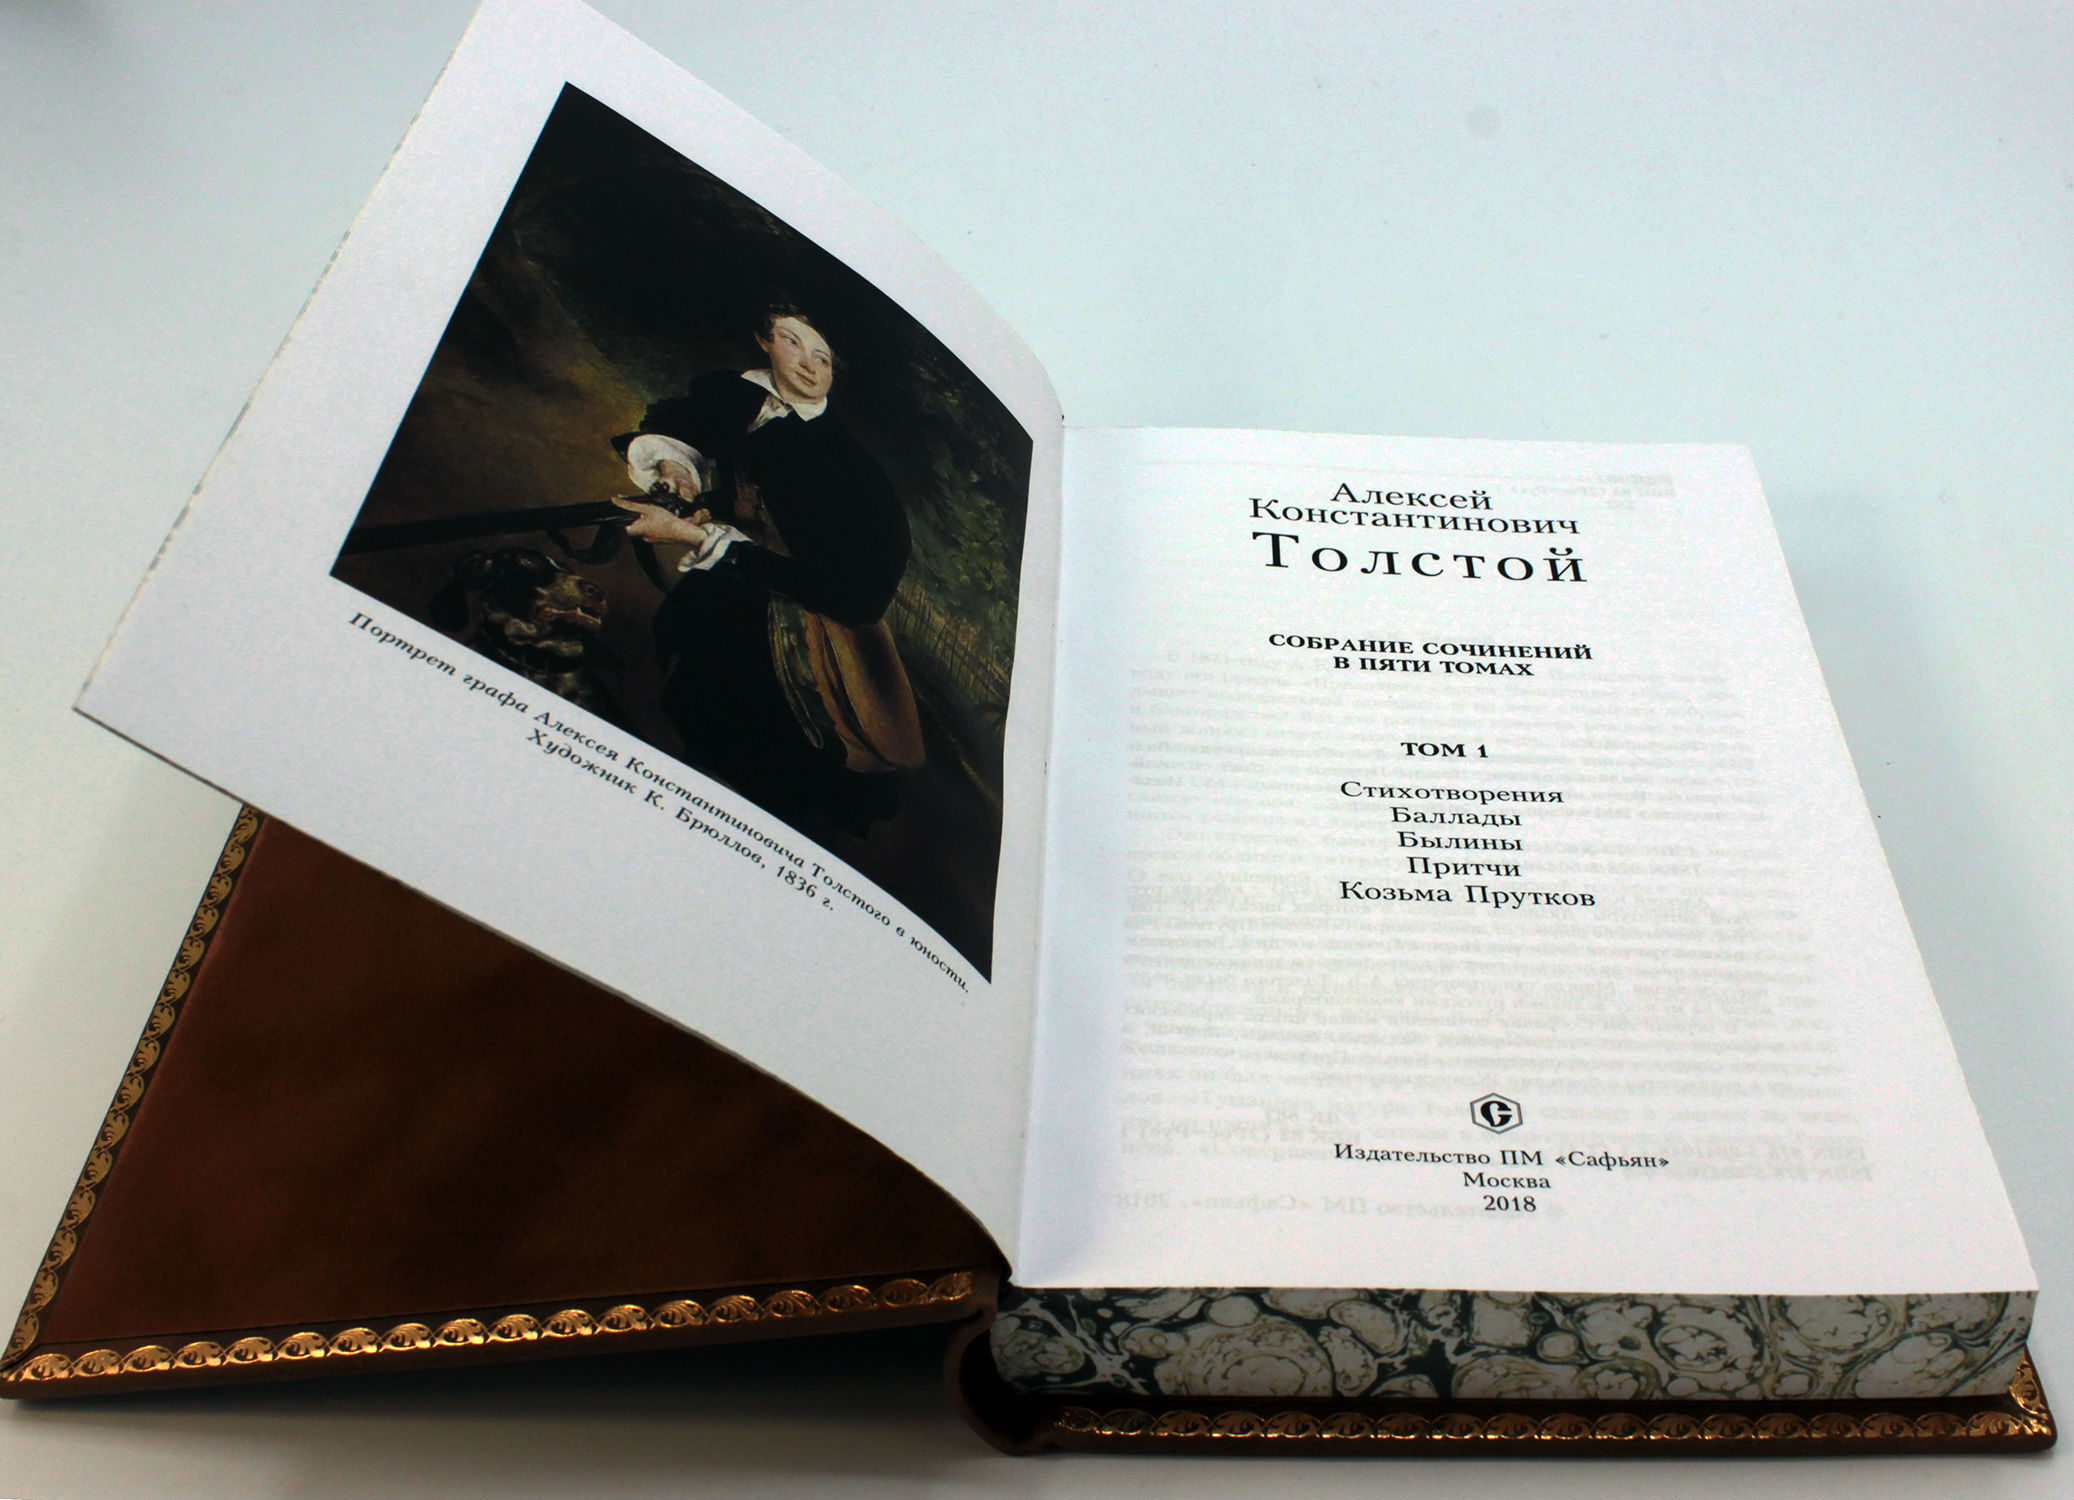 Портрет графа Алексея Константиновича Толстого в юности.
Художник К. Брюллов, 1836 г.
Алексей
Константинович
Толстой
СОБРАНИЕ СОЧИНЕНИЙ
В ПЯТИ ТОМАХ
ТОМ 1
Стихотворения
Баллады
Былины
Притчи
Козьма Прутков
Издательство ПМ «Сафьян»
Москва
2018